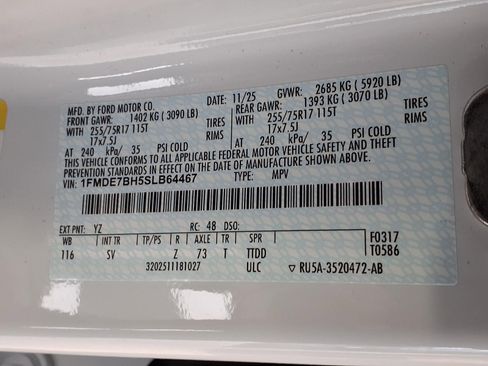 MFD. BY FORD MOTOR CO. DATE: 11/25 GVWR: 2685 KG ( 5920 LB)
FRONT GAWR: 1402 KG ( 3090 LB) REAR GAWR: 1393 KG ( 3070 LB)
WITH 255/75R17 115T TIRES WITH 255/75R17 115T TIRES
17x7.5J RIMS 17x7.5J RIMS
AT 240 kPa/ 35 PSI COLD AT 240 kPa/ 35 PSI COLD
THIS VEHICLE CONFORMS TO ALL APPLICABLE FEDERAL MOTOR VEHICLE SAFETY AND THEFT
PREVENTION STANDARDS IN EFFECT ON THE DATE OF MANUFACTURE SHOWN ABOVE.
VIN: 1FMDE7BH5SLB64467 TYPE: MPV
EXT PNT: YZ RC: 48 DSO: F0317
WB INT TR TP/PS R AXLE TR SPR T0586
116 SV Z 73 T TTDD
3202511181027 ULC ▽ RU5A-3520472-AB